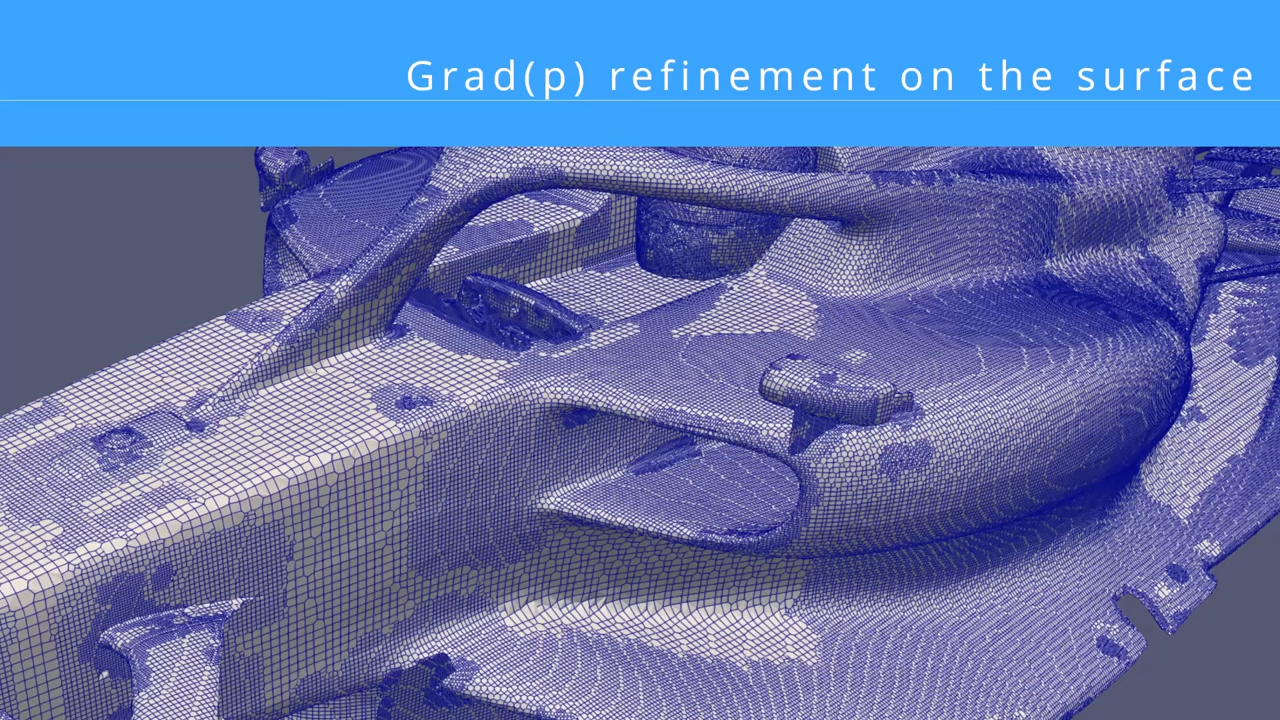 Grad(p) refinement on the surface